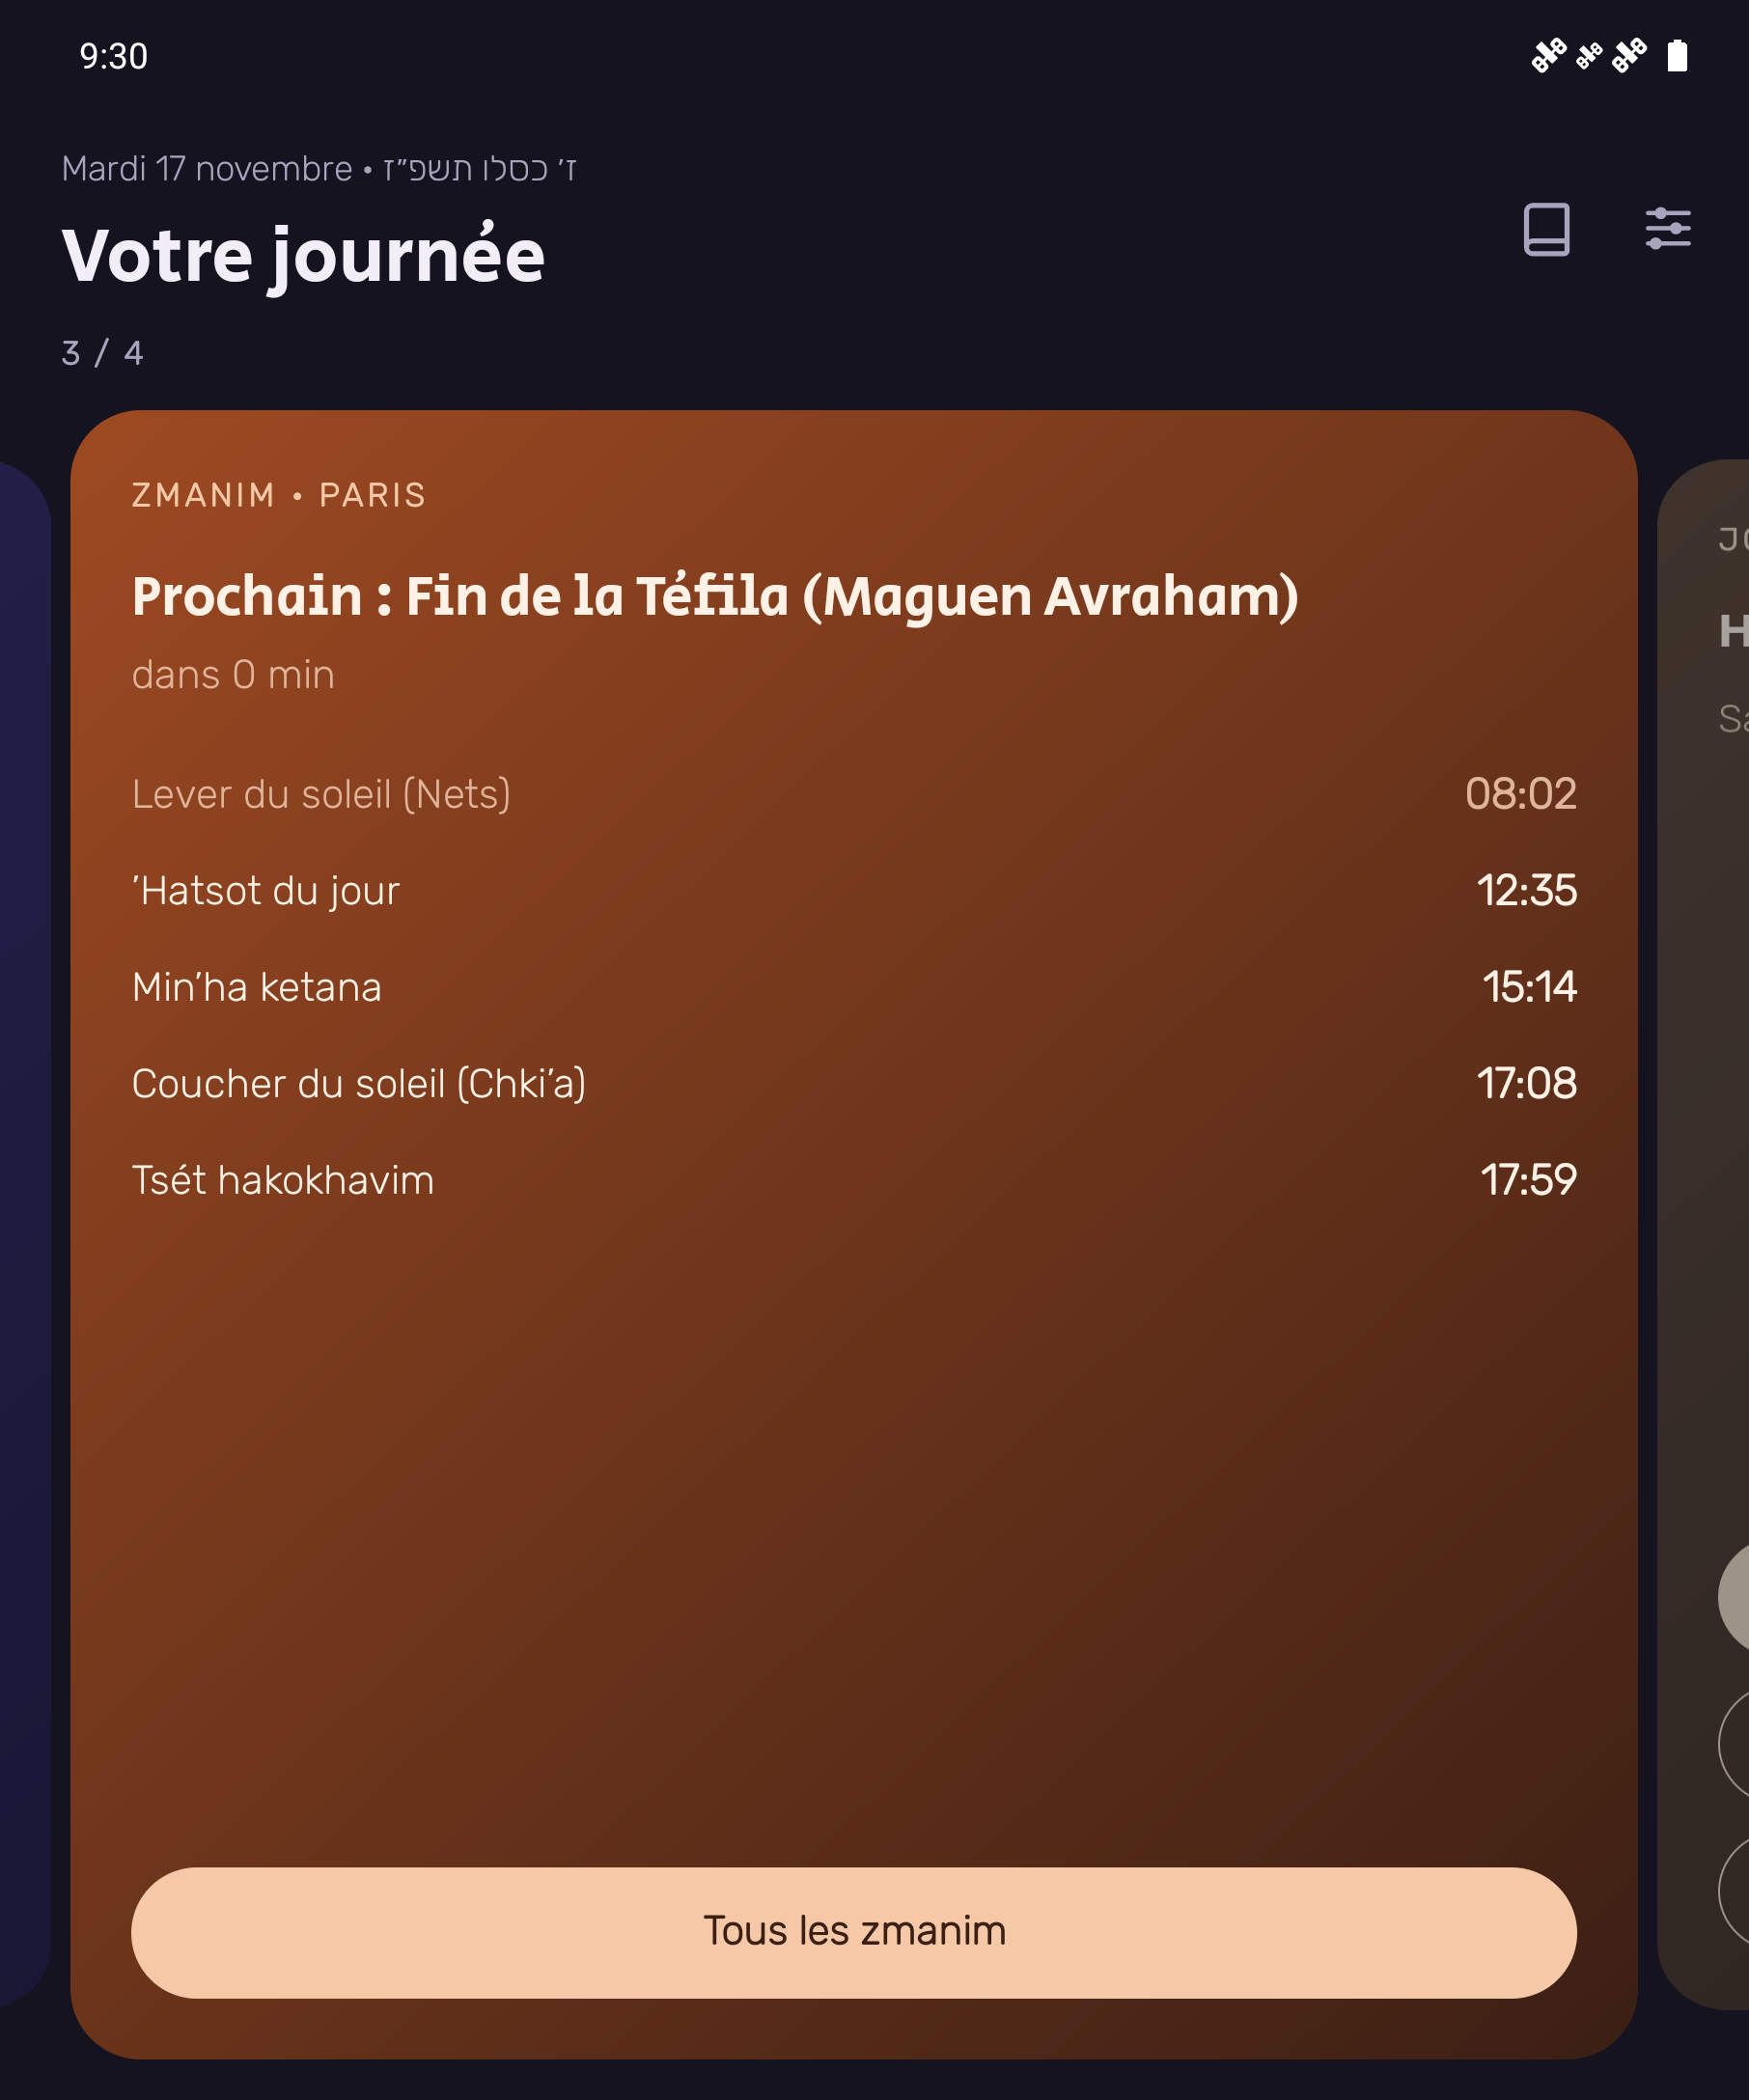 9:30
Mardi 17 novembre • ז׳ כסלו תשפ״ז
Votre journée
3 / 4
ZMANIM • PARIS
Prochain : Fin de la Téfila (Maguen Avraham)
dans 0 min
Lever du soleil (Nets) 08:02
’Hatsot du jour 12:35
Min’ha ketana 15:14
Coucher du soleil (Chki’a) 17:08
Tsét hakokhavim 17:59
Tous les zmanim